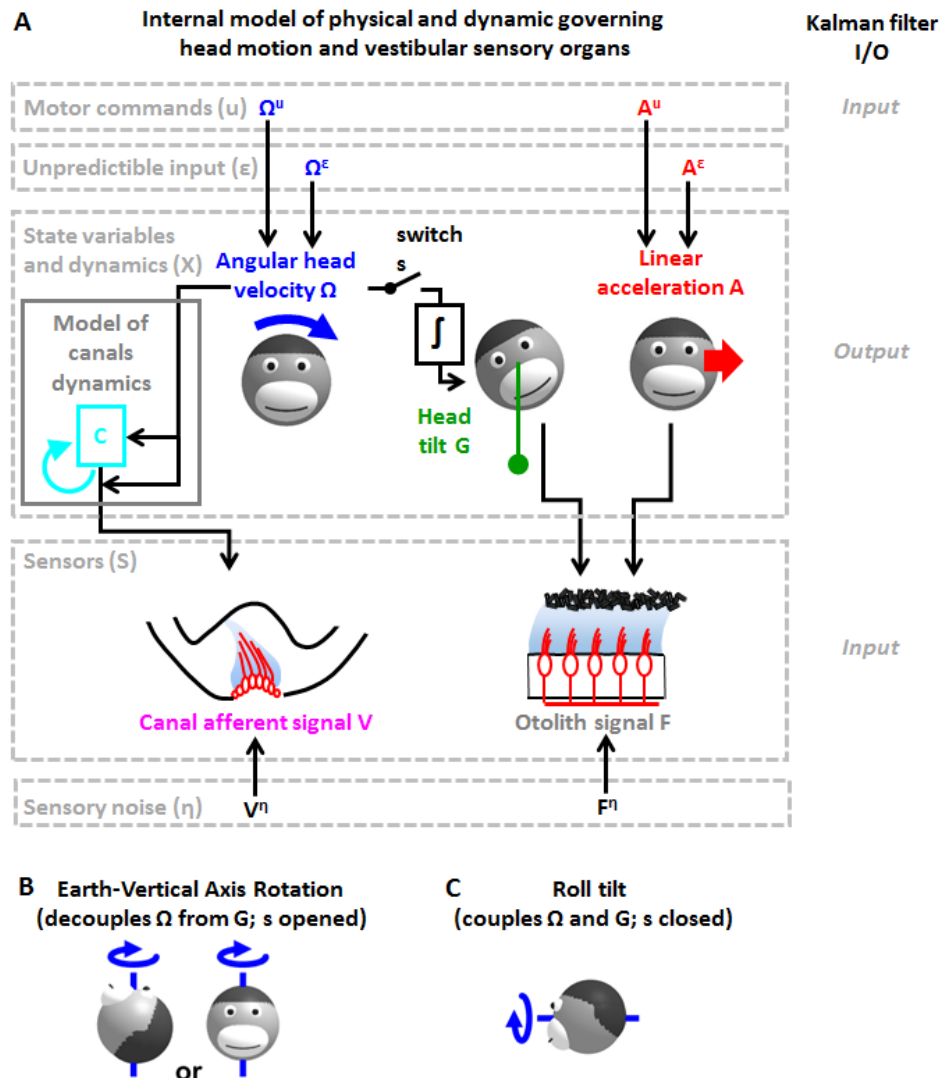 A
Internal model of physical and dynamic governing
head motion and vestibular sensory organs
Kalman filter
I/O
Motor commands (u)
Ωᵘ
Aᵘ
Input
Unpredictible input (ε)
Ωᵋ
Aᵋ
State variables
and dynamics (X)
Angular head
velocity Ω
switch
s
Linear
acceleration A
Model of
canals
dynamics
C
∫
Head
tilt G
Output
Sensors (S)
Canal afferent signal V
Otolith signal F
Input
Sensory noise (η)
V^η
F^η
B
Earth-Vertical Axis Rotation
(decouples Ω from G; s opened)
or
C
Roll tilt
(couples Ω and G; s closed)